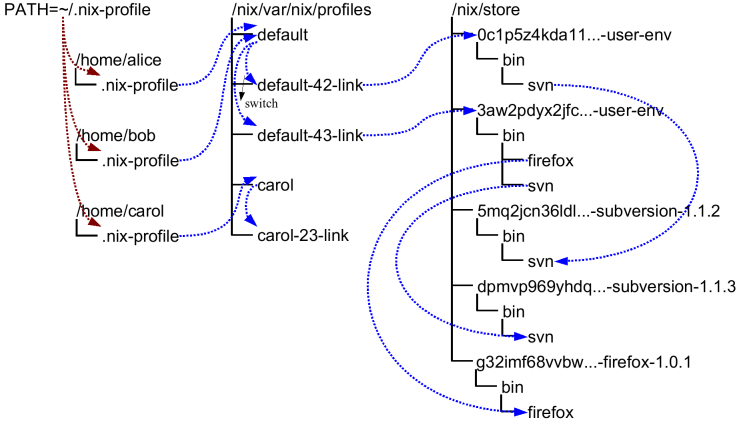 PATH=~/.nix-profile
/home/alice
.nix-profile
/home/bob
.nix-profile
/home/carol
.nix-profile
/nix/var/nix/profiles
default
default-42-link
switch
default-43-link
carol
carol-23-link
/nix/store
0c1p5z4kda11...-user-env
bin
svn
3aw2pdyx2jfc...-user-env
bin
firefox
svn
5mq2jcn36ldl...-subversion-1.1.2
bin
svn
dpmvp969yhdq...-subversion-1.1.3
bin
svn
g32imf68vvbw...-firefox-1.0.1
bin
firefox